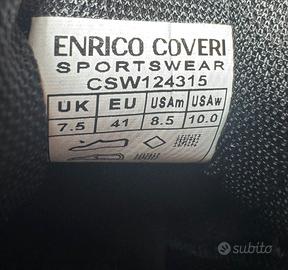 ENRICO COVERI
SPORTSWEAR
CSW124315
UK EU USAm USAw
7.5 41 8.5 10.0
subito